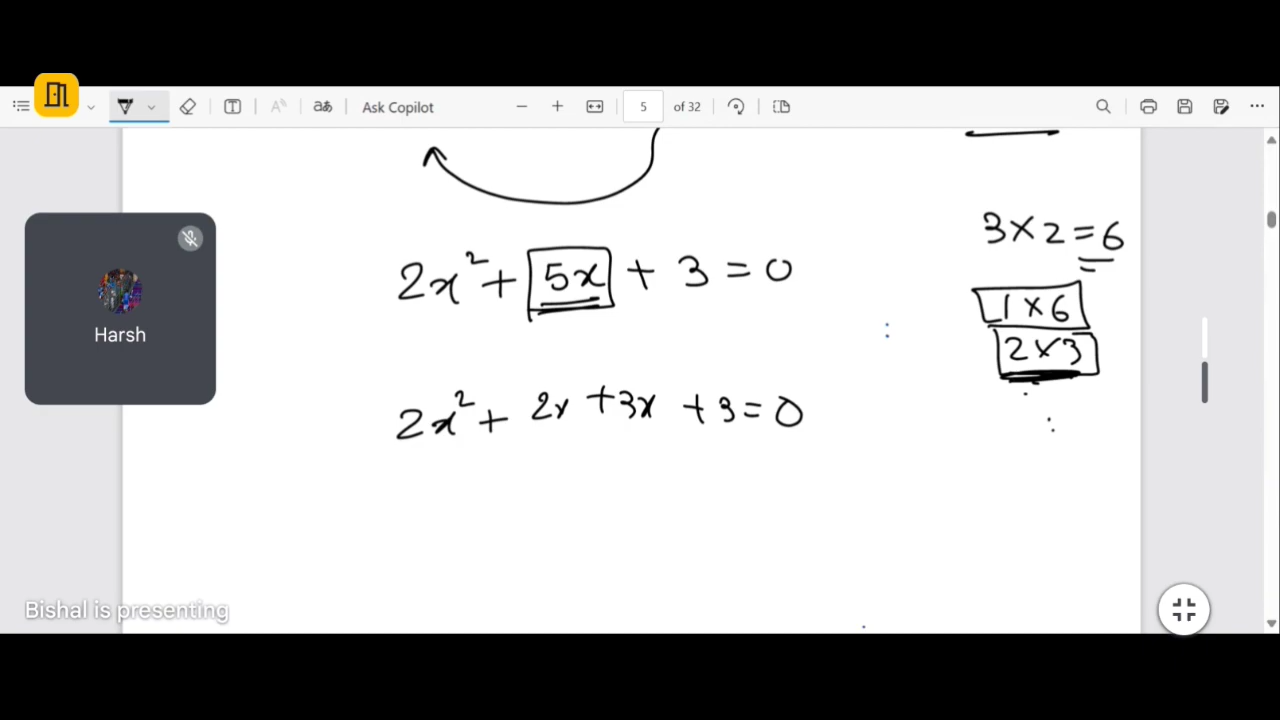 Ask Copilot
5 of 32
3 × 2 = 6
2x² + 5x + 3 = 0
1 × 6
2 × 3
Harsh
2x² + 2x + 3x + 3 = 0
Bishal is presenting